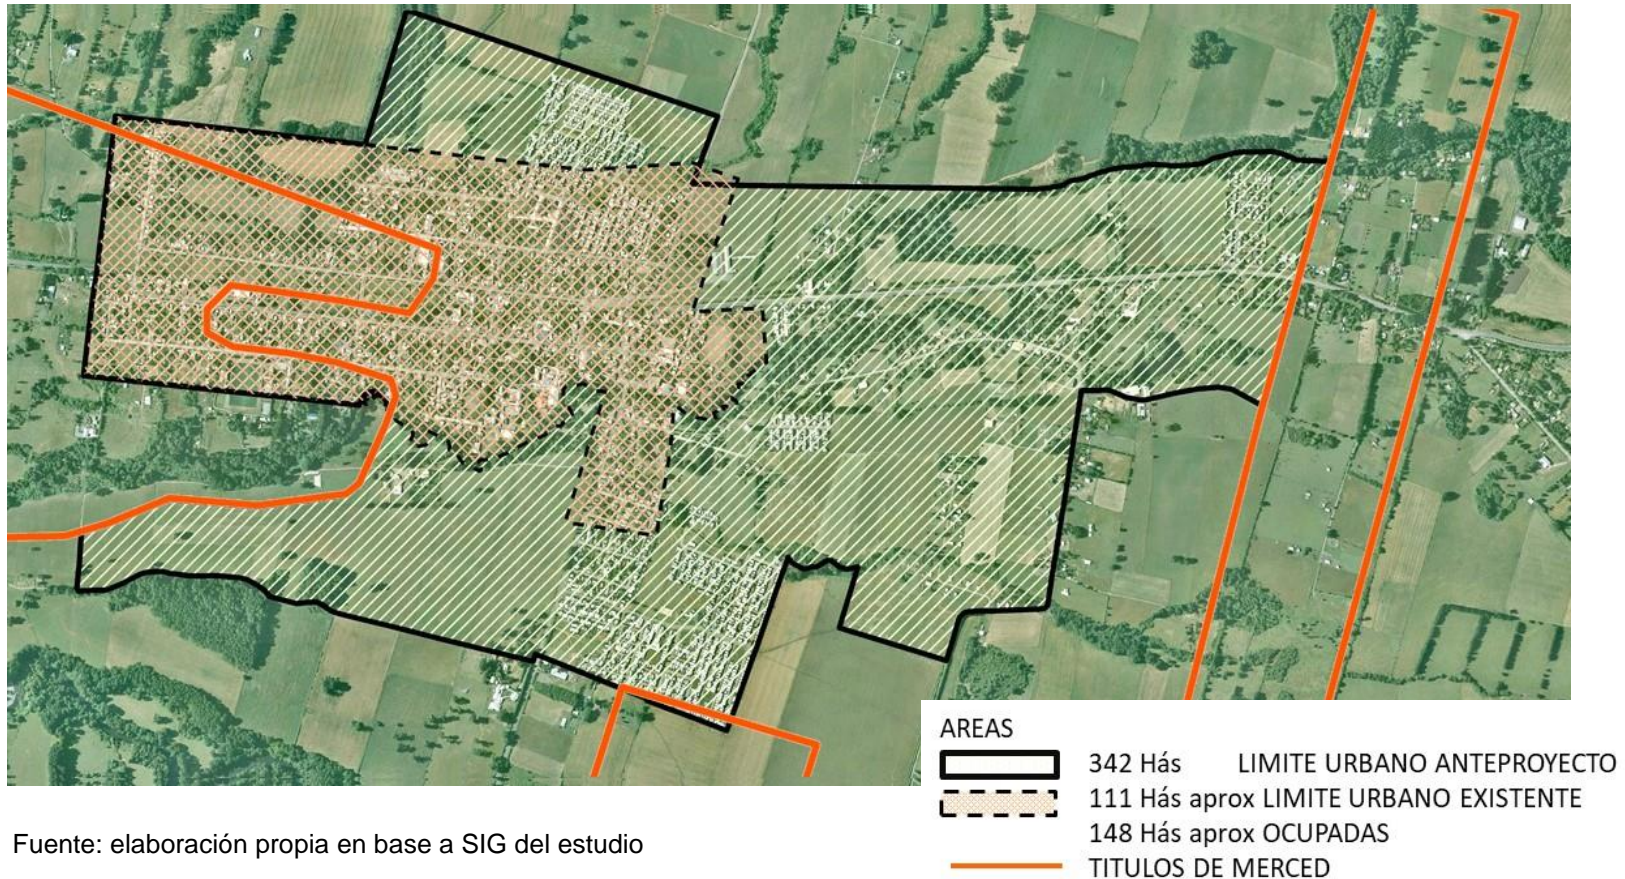 AREAS
342 Hás LIMITE URBANO ANTEPROYECTO
111 Hás aprox LIMITE URBANO EXISTENTE
148 Hás aprox OCUPADAS
TITULOS DE MERCED
Fuente: elaboración propia en base a SIG del estudio